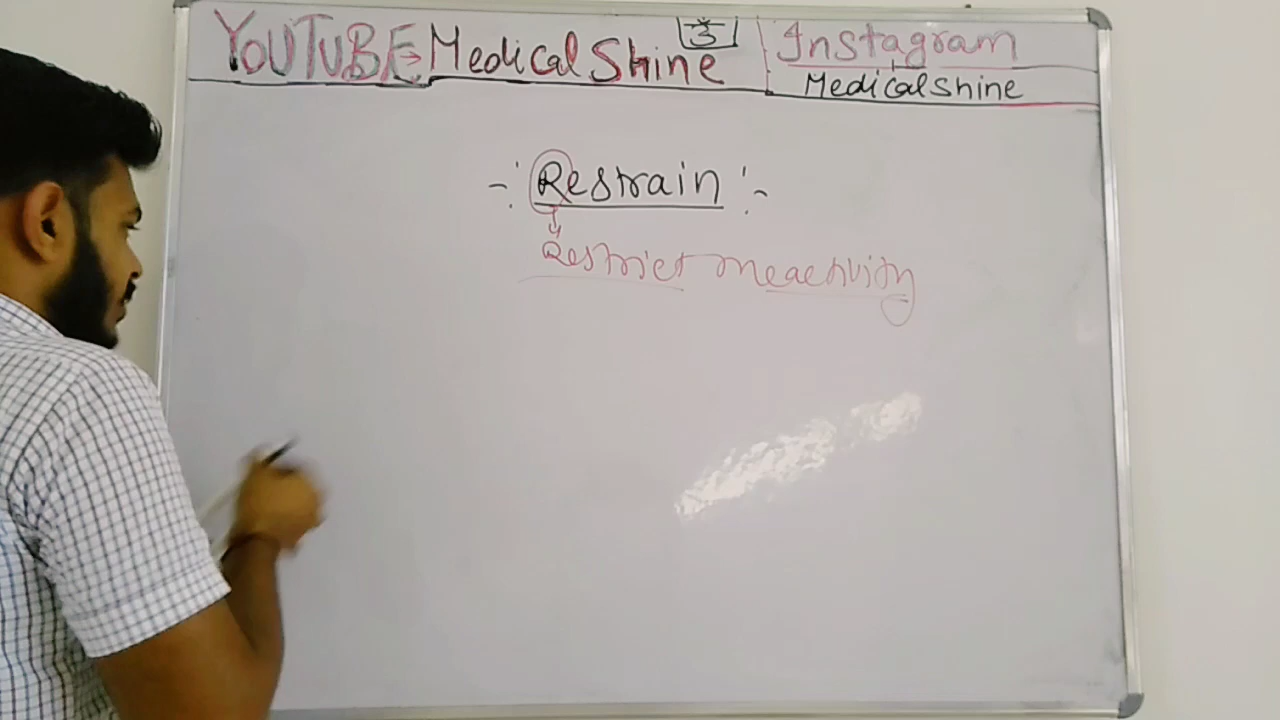 YOUTUBE→Medical Shine
3
Instagram
Medicalshine
-: Restrain :-
Restrict